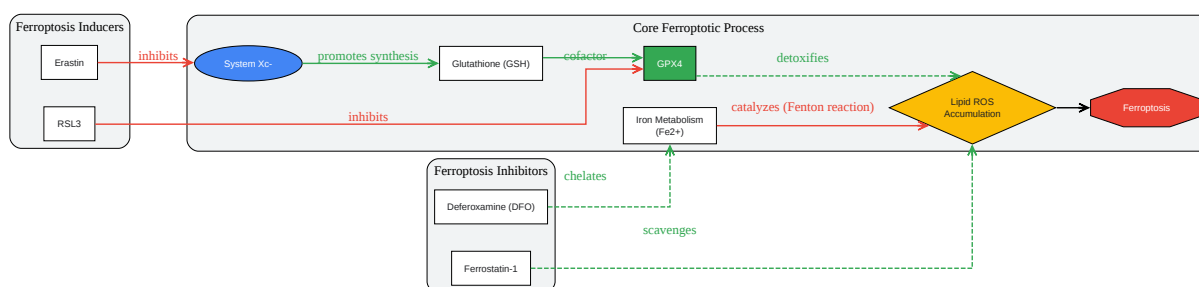 Ferroptosis Inducers
Core Ferroptotic Process
Erastin
inhibits
System Xc-
promotes synthesis
Glutathione (GSH)
cofactor
GPX4
detoxifies
RSL3
inhibits
Iron Metabolism
(Fe2+)
catalyzes (Fenton reaction)
Lipid ROS
Accumulation
Ferroptosis
Ferroptosis Inhibitors
chelates
Deferoxamine (DFO)
scavenges
Ferrostatin-1